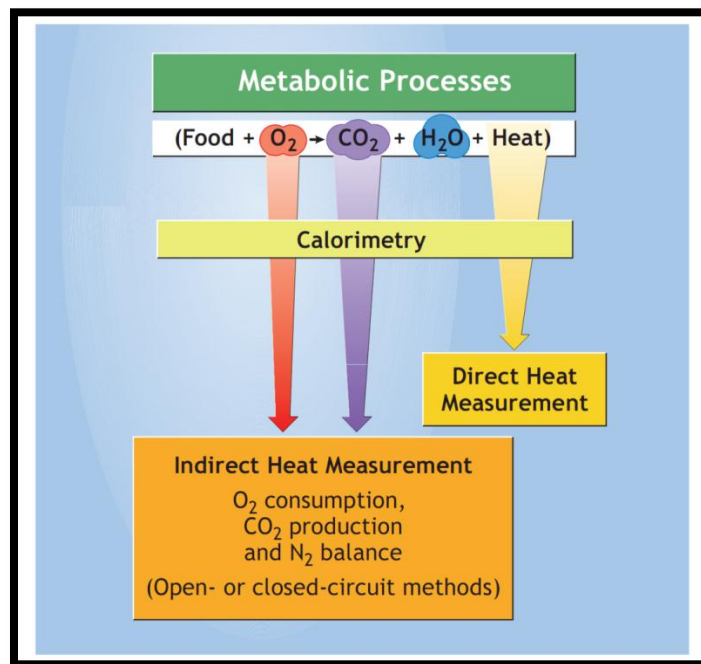 Metabolic Processes
(Food + O₂ → CO₂ + H₂O + Heat)
Calorimetry
Direct Heat
Measurement
Indirect Heat Measurement
O₂ consumption,
CO₂ production
and N₂ balance
(Open- or closed-circuit methods)